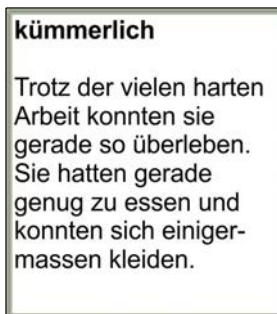 kümmerlich
Trotz der vielen harten
Arbeit konnten sie
gerade so überleben.
Sie hatten gerade
genug zu essen und
konnten sich einiger-
massen kleiden.